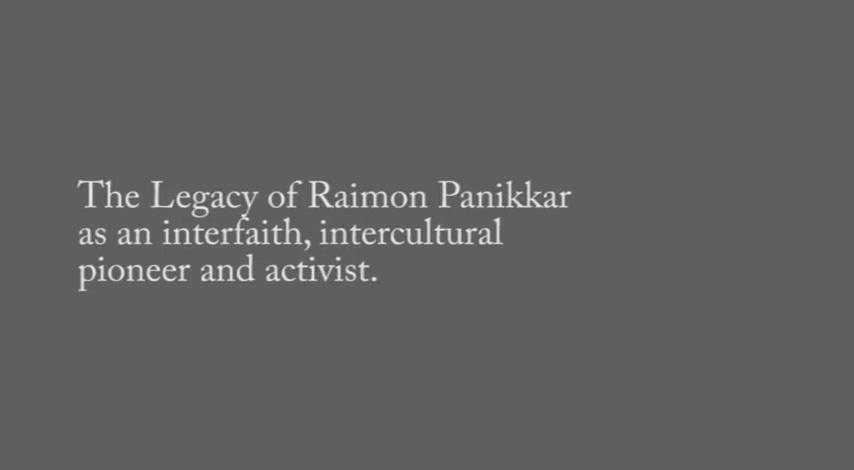 The Legacy of Raimon Panikkar
as an interfaith, intercultural
pioneer and activist.